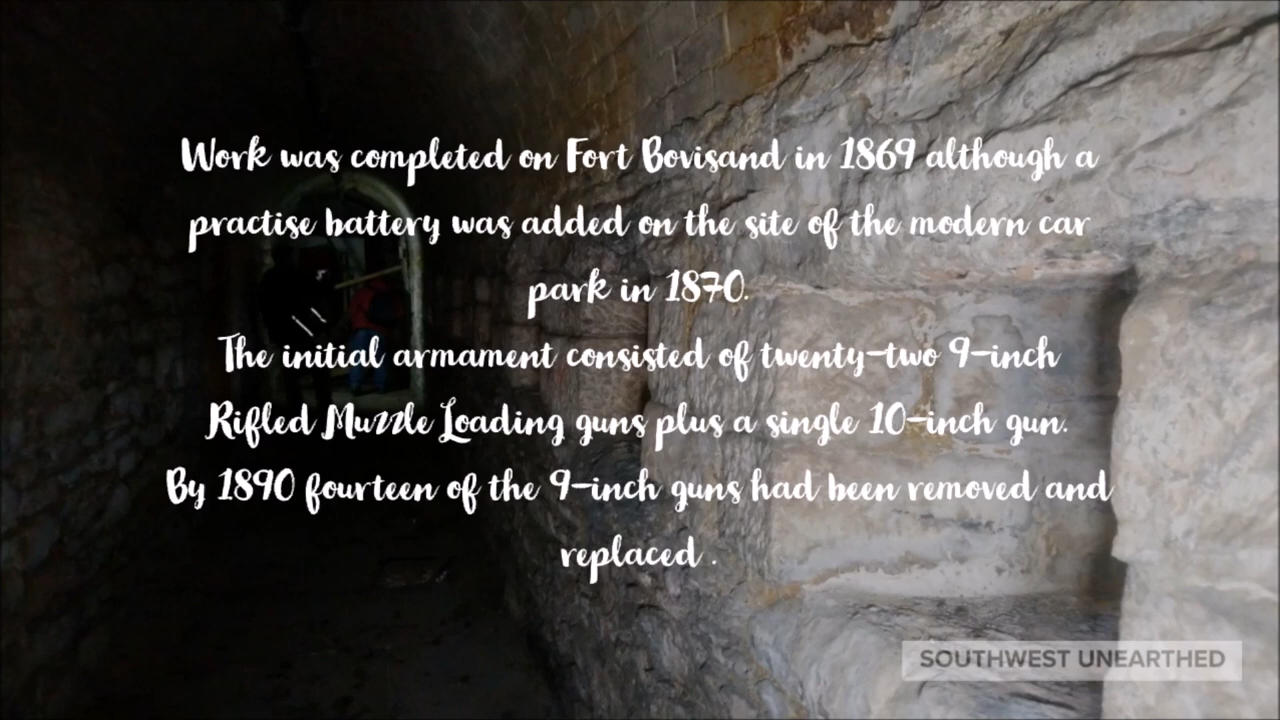 Work was completed on Fort Bovisand in 1869 although a
practise battery was added on the site of the modern car
park in 1870.
The initial armament consisted of twenty-two 9-inch
Rifled Muzzle Loading guns plus a single 10-inch gun.
By 1890 fourteen of the 9-inch guns had been removed and
replaced .
SOUTHWEST UNEARTHED